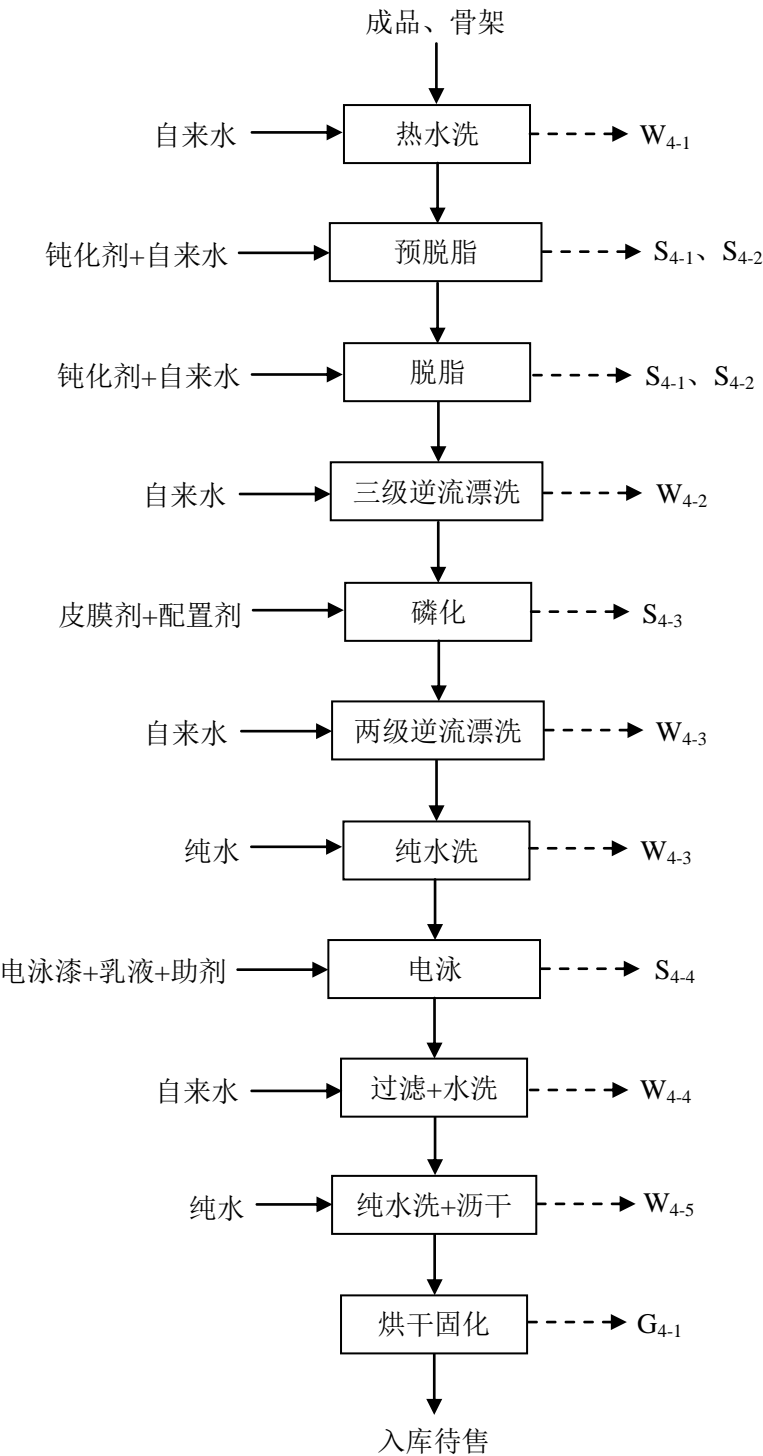 成品、骨架
自来水 热水洗 W4-1
钝化剂+自来水 预脱脂 S4-1、S4-2
钝化剂+自来水 脱脂 S4-1、S4-2
自来水 三级逆流漂洗 W4-2
皮膜剂+配置剂 磷化 S4-3
自来水 两级逆流漂洗 W4-3
纯水 纯水洗 W4-3
电泳漆+乳液+助剂 电泳 S4-4
自来水 过滤+水洗 W4-4
纯水 纯水洗+沥干 W4-5
烘干固化 G4-1
入库待售